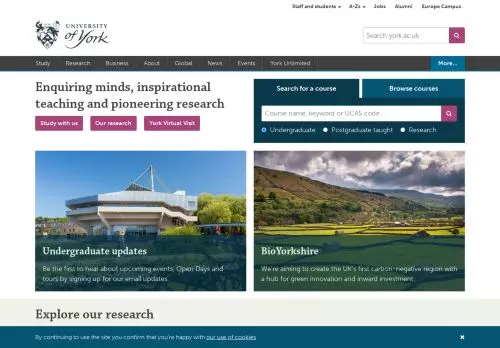 Staff and students A-Zs Jobs Alumni Europe Campus
UNIVERSITY
of York
Search york.ac.uk
Study Research Business About Global News Events York Unlimited More...
Enquiring minds, inspirational
teaching and pioneering research
Study with us Our research York Virtual Visit
Search for a course Browse courses
Course name, keyword or UCAS code
Undergraduate Postgraduate taught Research
Undergraduate updates
Be the first to hear about upcoming events, Open Days and
tours by signing up for our email updates
BioYorkshire
We're aiming to create the UK's first carbon-negative region with
a hub for green innovation and inward investment.
Explore our research
By continuing to use the site you confirm that you're happy with our use of cookies ×